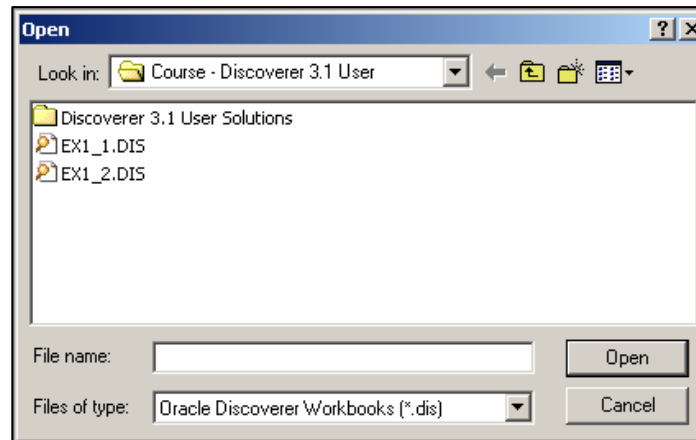 Open
Look in: Course - Discoverer 3.1 User
Discoverer 3.1 User Solutions
EX1_1.DIS
EX1_2.DIS
File name: Open
Files of type: Oracle Discoverer Workbooks (*.dis) Cancel